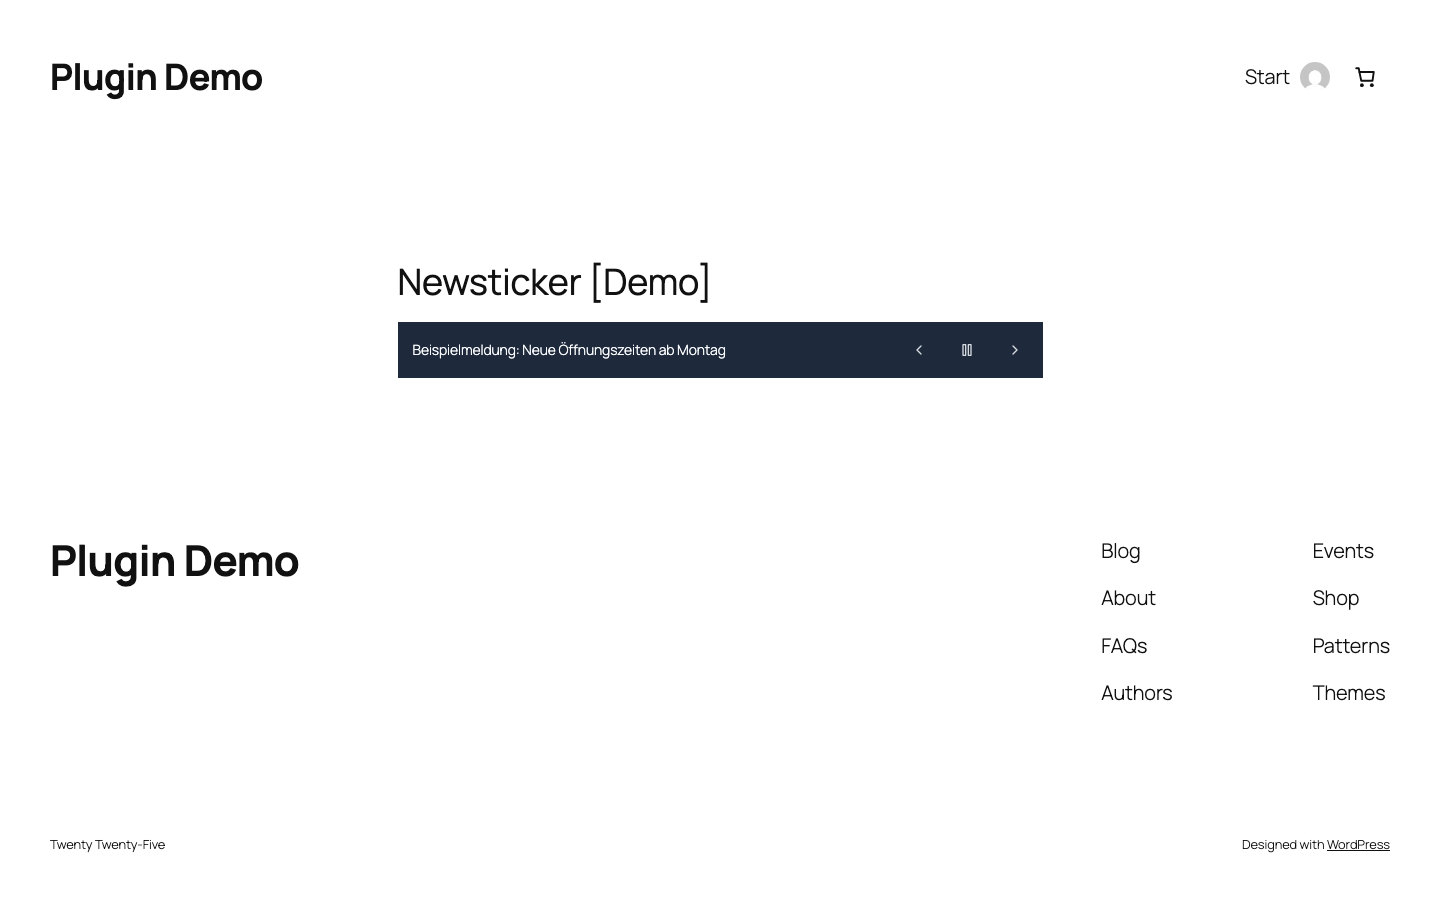 Plugin Demo
Start
Newsticker [Demo]
Beispielmeldung: Neue Öffnungszeiten ab Montag
Plugin Demo
Blog
About
FAQs
Authors
Events
Shop
Patterns
Themes
Twenty Twenty-Five
Designed with WordPress